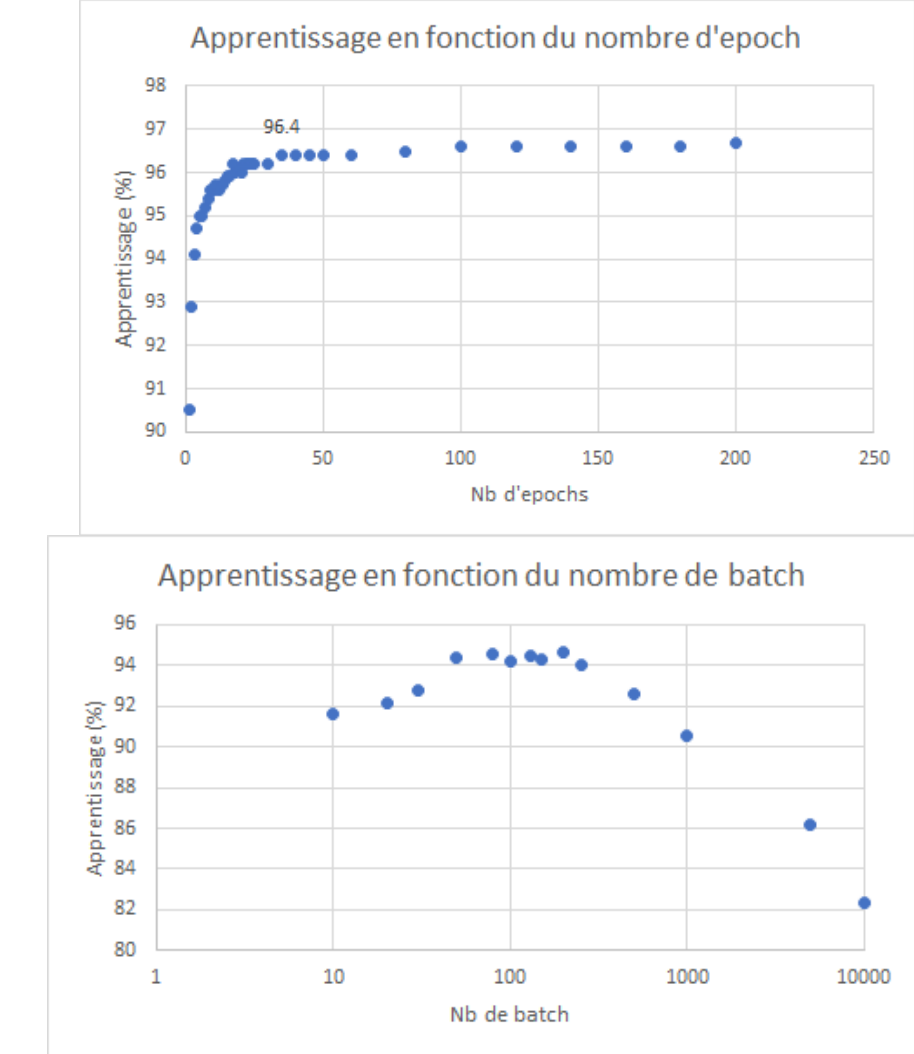 Apprentissage en fonction du nombre d'epoch
98
97
96.4
96
95
94
93
92
91
90
Apprentissage (%)
0 50 100 150 200 250
Nb d'epochs
Apprentissage en fonction du nombre de batch
96
94
92
90
88
86
84
82
80
Apprentissage (%)
1 10 100 1000 10000
Nb de batch